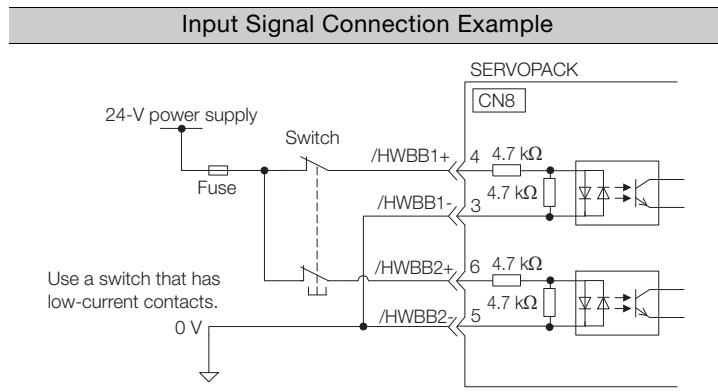 Input Signal Connection Example
SERVOPACK
CN8
24-V power supply
Switch
Fuse
/HWBB1+ 4 4.7 kΩ
4.7 kΩ
/HWBB1- 3
/HWBB2+ 6 4.7 kΩ
4.7 kΩ
/HWBB2- 5
Use a switch that has
low-current contacts.
0 V